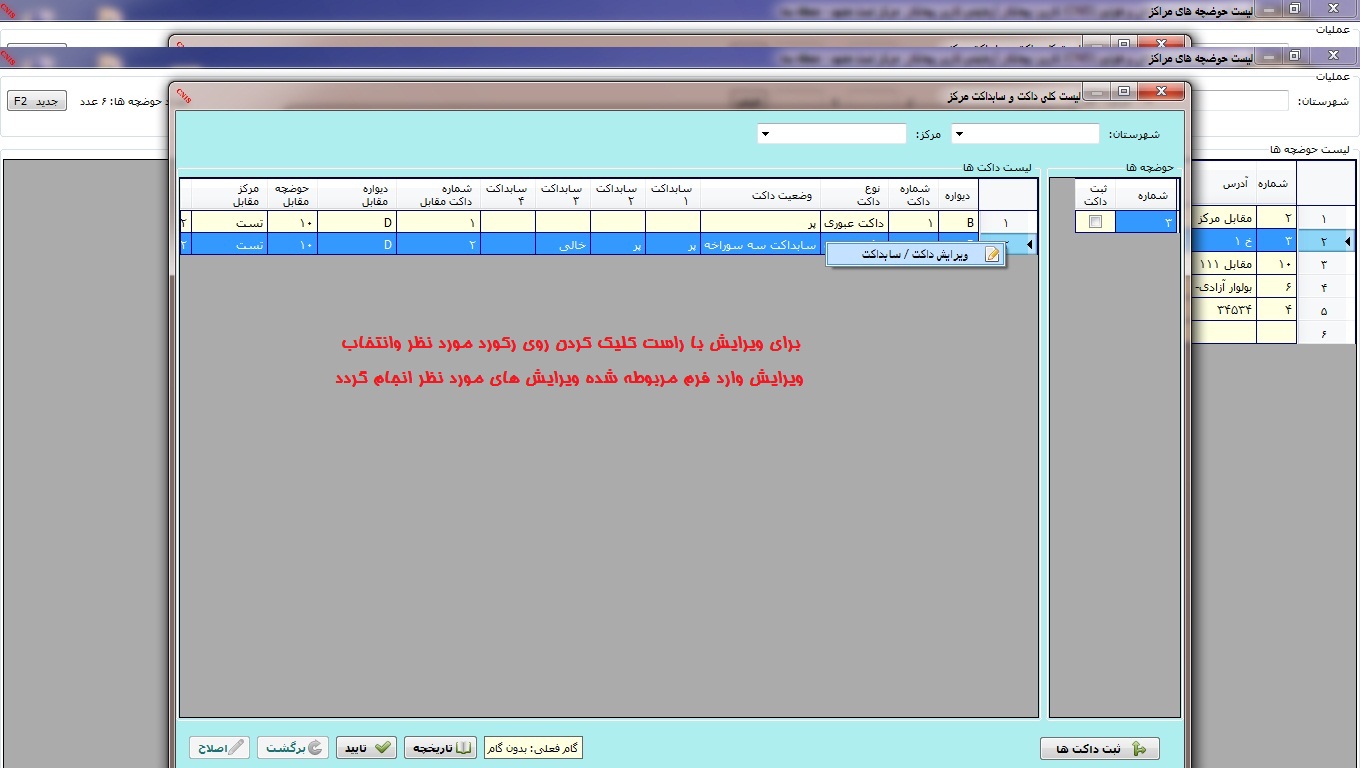 CNIS
لیست حوضچه های مراکز
عملیات
CNIS
لیست حوضچه های مراکز
عملیات
شهرستان:
حوضچه ها: ۶ عدد
جدید F2
لیست حوضچه ها
شماره آدرس
۱ ۲ مقابل مرکز
۲ ۳ خ ۱
۳ ۱۰ مقابل ۱۱۱
۴ ۶ بولوار آزادی-
۵ ۴ ۳۴۵۳۴
۶
CNIS
لیست کلی داکت و سابداکت مرکز
شهرستان:
مرکز:
حوضچه ها
شماره ثبت داکت
۳
لیست داکت ها
دیواره شماره داکت نوع داکت وضعیت داکت سابداکت ۱ سابداکت ۲ سابداکت ۳ سابداکت ۴ شماره داکت مقابل دیواره مقابل حوضچه مقابل مرکز مقابل
۱ B ۱ داکت عبوری پر ۱ D ۱۰ تست ۲
سابداکت سه سوراخه پر پر خالی ۲ D ۱۰ تست ۲
ویرایش داکت / سابداکت
برای ویرایش با راست کلیک کردن روی رکورد مورد نظر وانتخاب
ویرایش وارد فرم مربوطه شده ویرایش های مورد نظر انجام گردد
ثبت داکت ها
گام فعلی: بدون گام
تاریخچه
تایید
برگشت
اصلاح